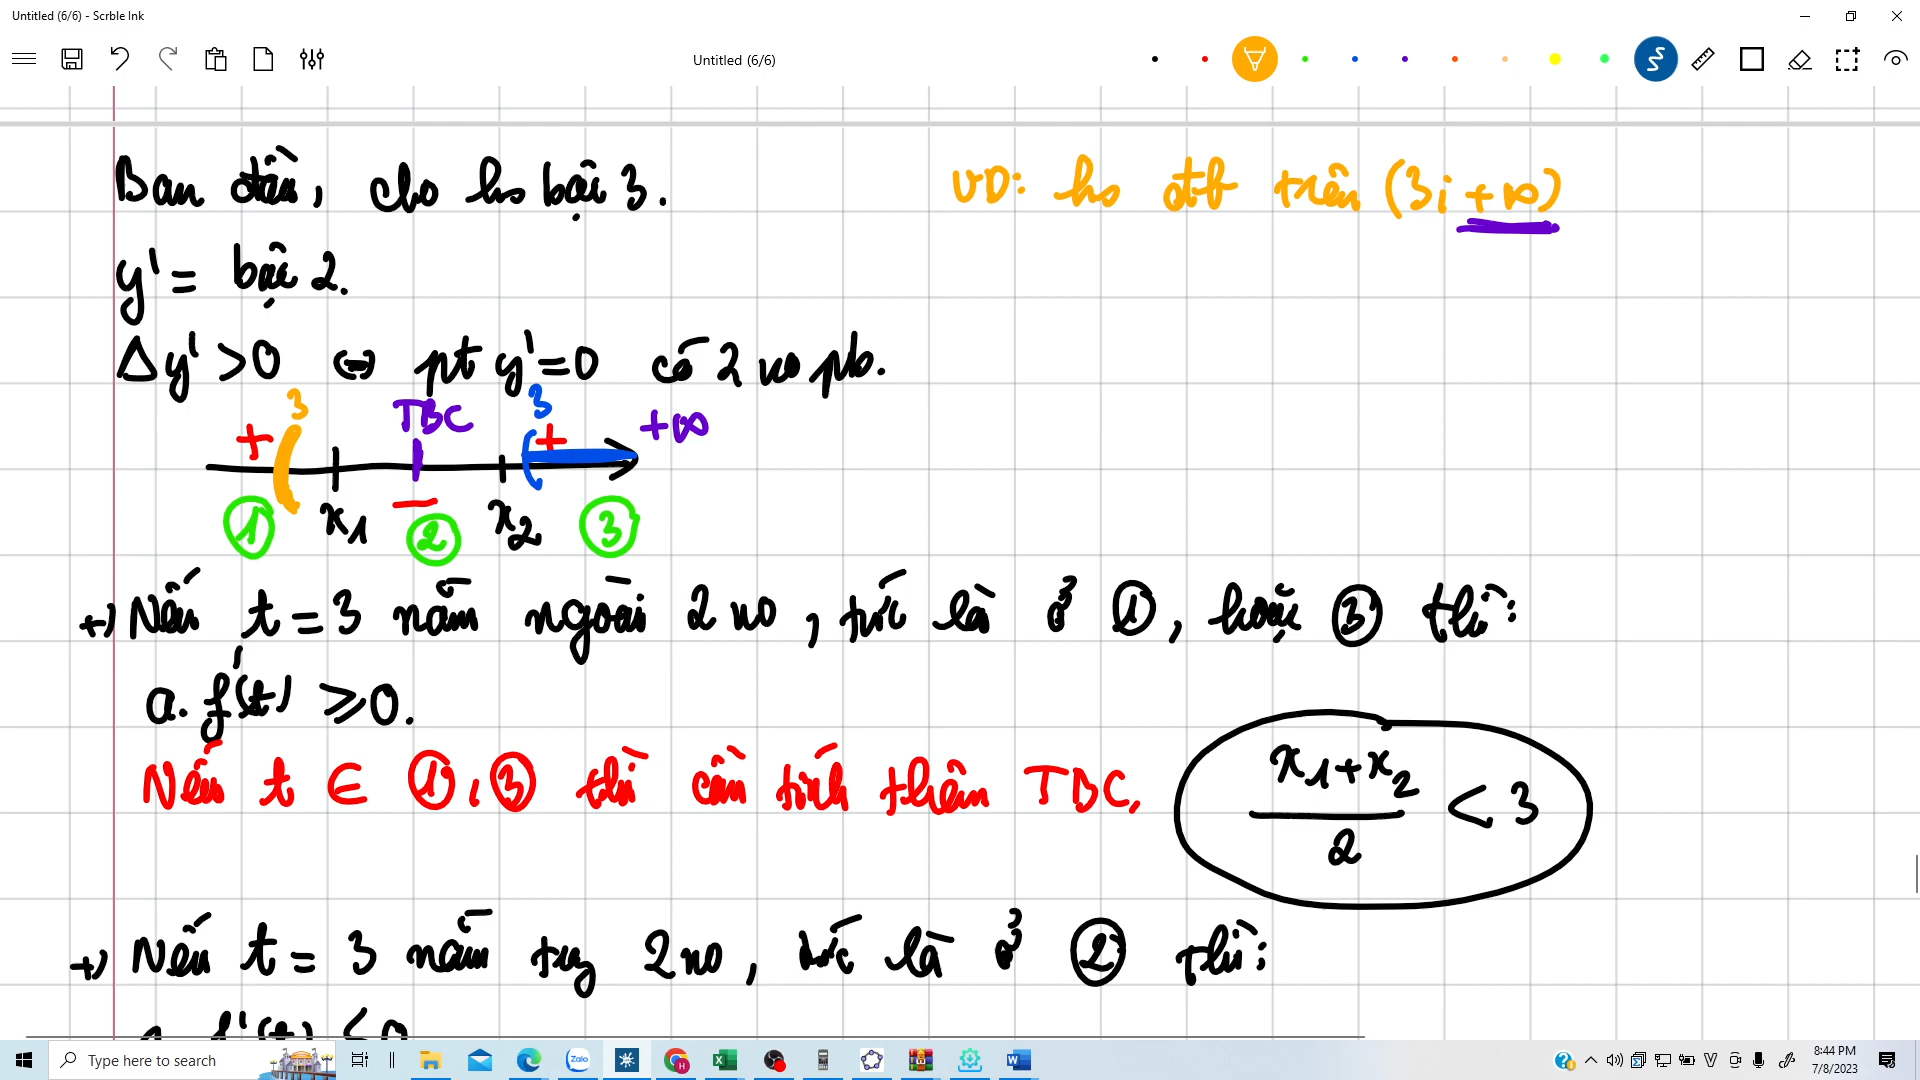 Untitled (6/6) - Scrble Ink
Untitled (6/6)
Ban đầu, cho hs bậc 3.
VD: hs đtb trên (3; +∞)
y' = bậc 2.
Δy' > 0 ⇔ pt y' = 0 có 2 no pb.
3 TBC 3
+ + +∞
− 
x1 x2
1 2 3
+) Nếu t = 3 nằm ngoài 2 no, tức là ở ①, hoặc ③ thì:
a. f'(t) ⩾ 0.
Nếu t ∈ ①, ③ thì cần tính thêm TBC,
x1 + x2
2
< 3
+) Nếu t = 3 nằm trg 2 no, tức là ở ② thì:
Type here to search
Zalo
8:44 PM
7/8/2023